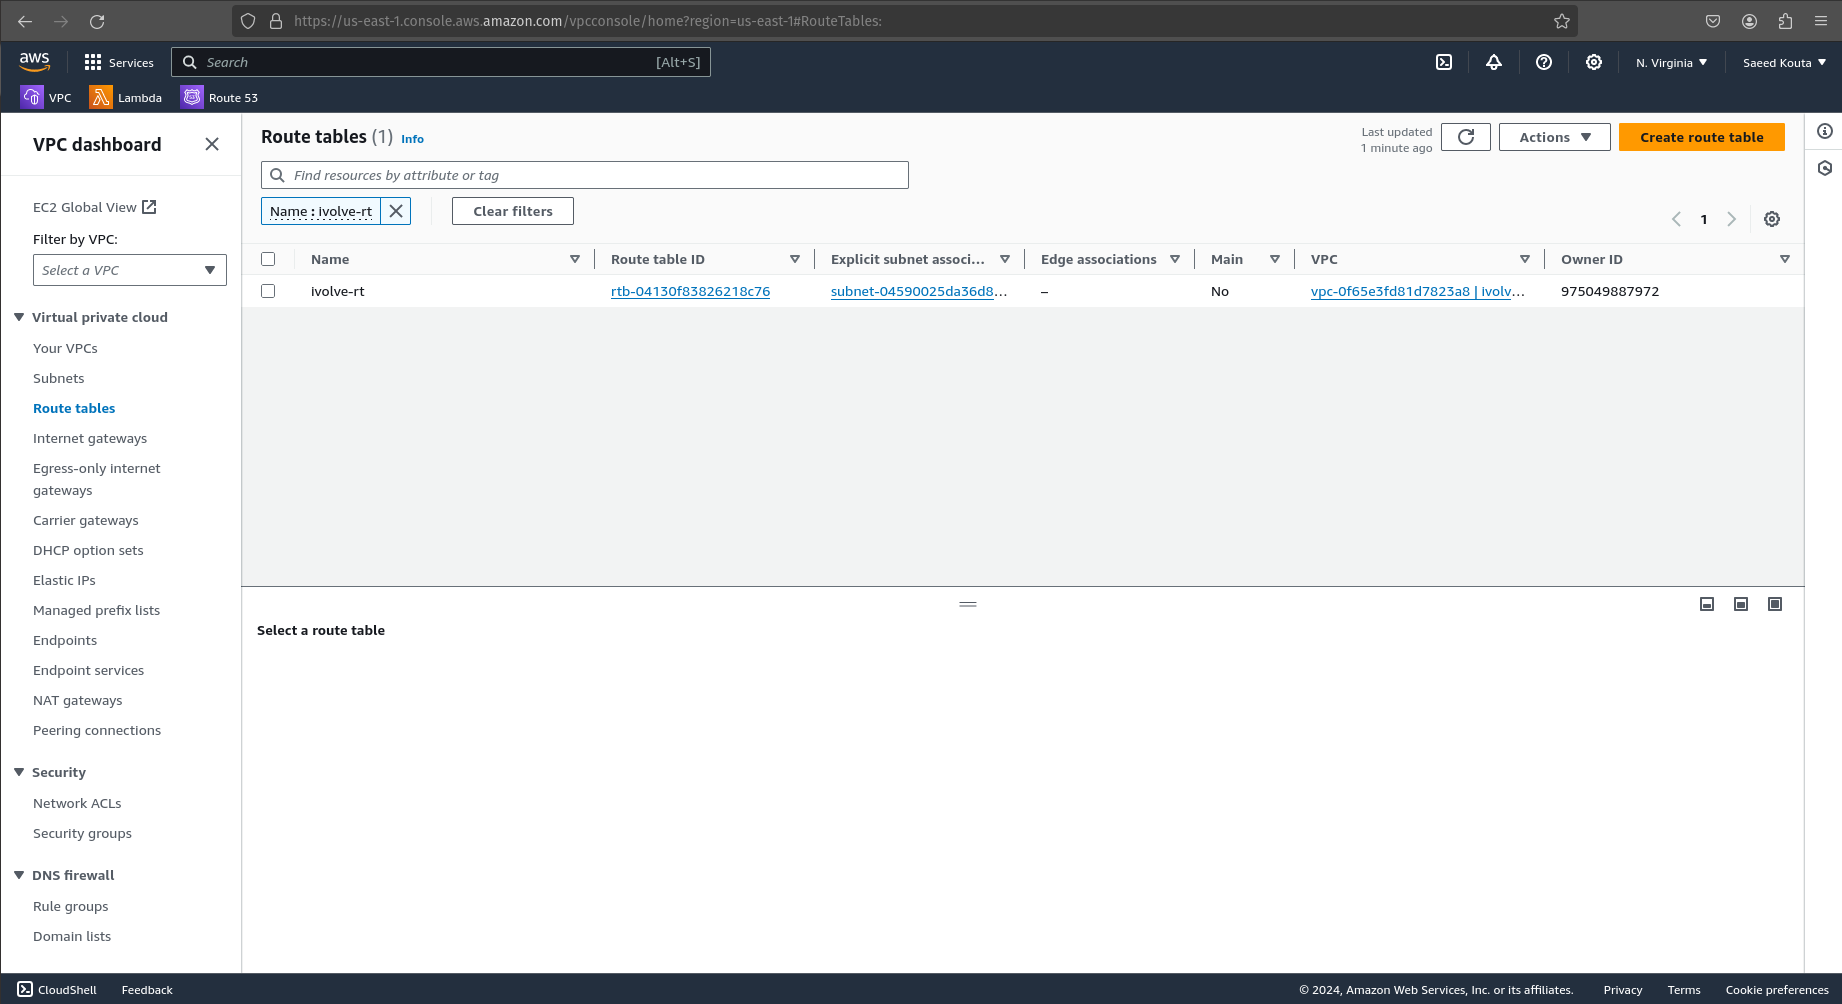 https://us-east-1.console.aws.amazon.com/vpcconsole/home?region=us-east-1#RouteTables:
aws
Services
Search
[Alt+S]
N. Virginia
Saeed Kouta
VPC
Lambda
Route 53
VPC dashboard
EC2 Global View
Filter by VPC:
Select a VPC
Virtual private cloud
Your VPCs
Subnets
Route tables
Internet gateways
Egress-only internet
gateways
Carrier gateways
DHCP option sets
Elastic IPs
Managed prefix lists
Endpoints
Endpoint services
NAT gateways
Peering connections
Security
Network ACLs
Security groups
DNS firewall
Rule groups
Domain lists
Route tables (1) Info
Last updated
1 minute ago
Actions
Create route table
Find resources by attribute or tag
Name : ivolve-rt
Clear filters
1
Name Route table ID Explicit subnet associ... Edge associations Main VPC Owner ID
ivolve-rt rtb-04130f83826218c76 subnet-04590025da36d8... – No vpc-0f65e3fd81d7823a8 | ivolv... 975049887972
Select a route table
CloudShell
Feedback
© 2024, Amazon Web Services, Inc. or its affiliates.
Privacy
Terms
Cookie preferences